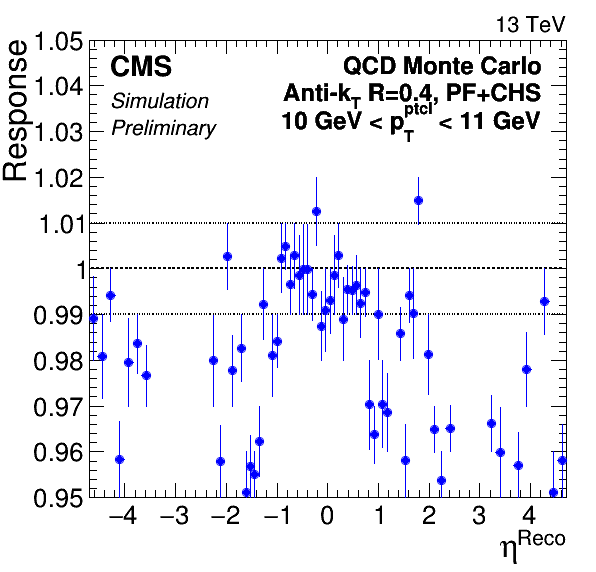 13 TeV
Response
CMS
Simulation
Preliminary
QCD Monte Carlo
Anti-k_T R=0.4, PF+CHS
10 GeV < p_T^ptcl < 11 GeV
1.05
1.04
1.03
1.02
1.01
1
0.99
0.98
0.97
0.96
0.95
−4 −3 −2 −1 0 1 2 3 4
η^Reco